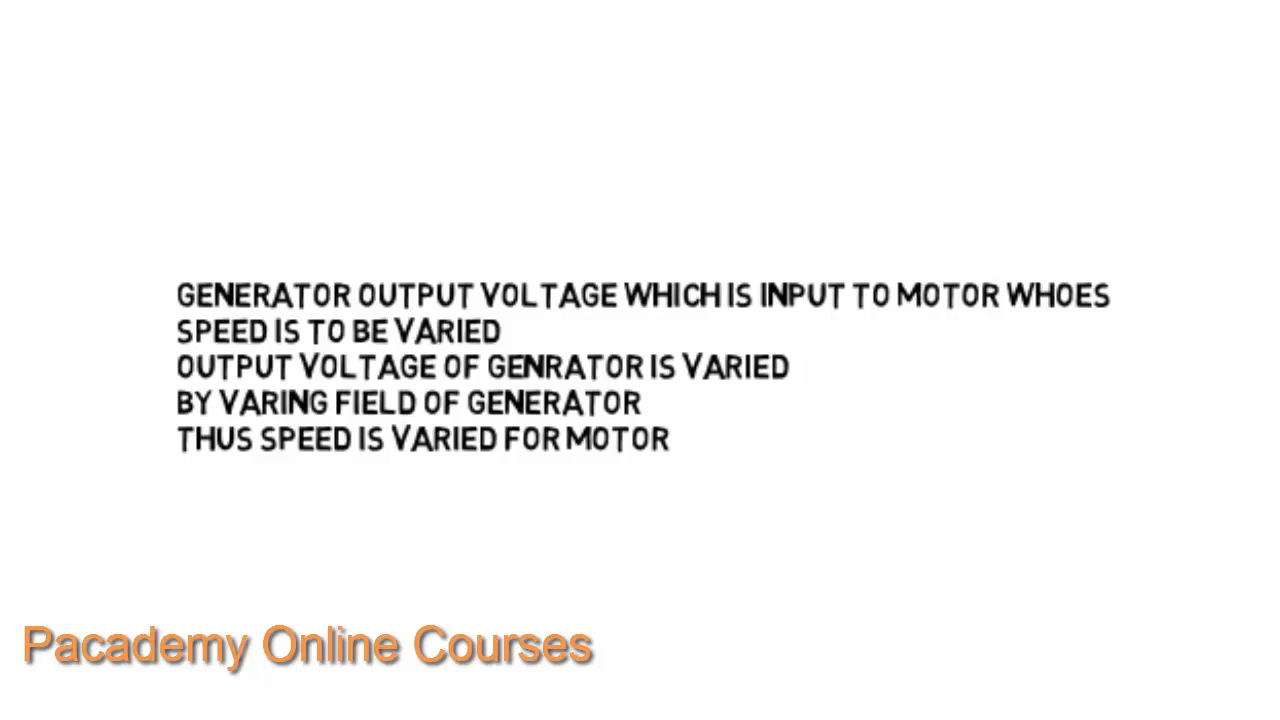 GENERATOR OUTPUT VOLTAGE WHICH IS INPUT TO MOTOR WHOES
SPEED IS TO BE VARIED
OUTPUT VOLTAGE OF GENRATOR IS VARIED
BY VARING FIELD OF GENERATOR
THUS SPEED IS VARIED FOR MOTOR
Pacademy Online Courses